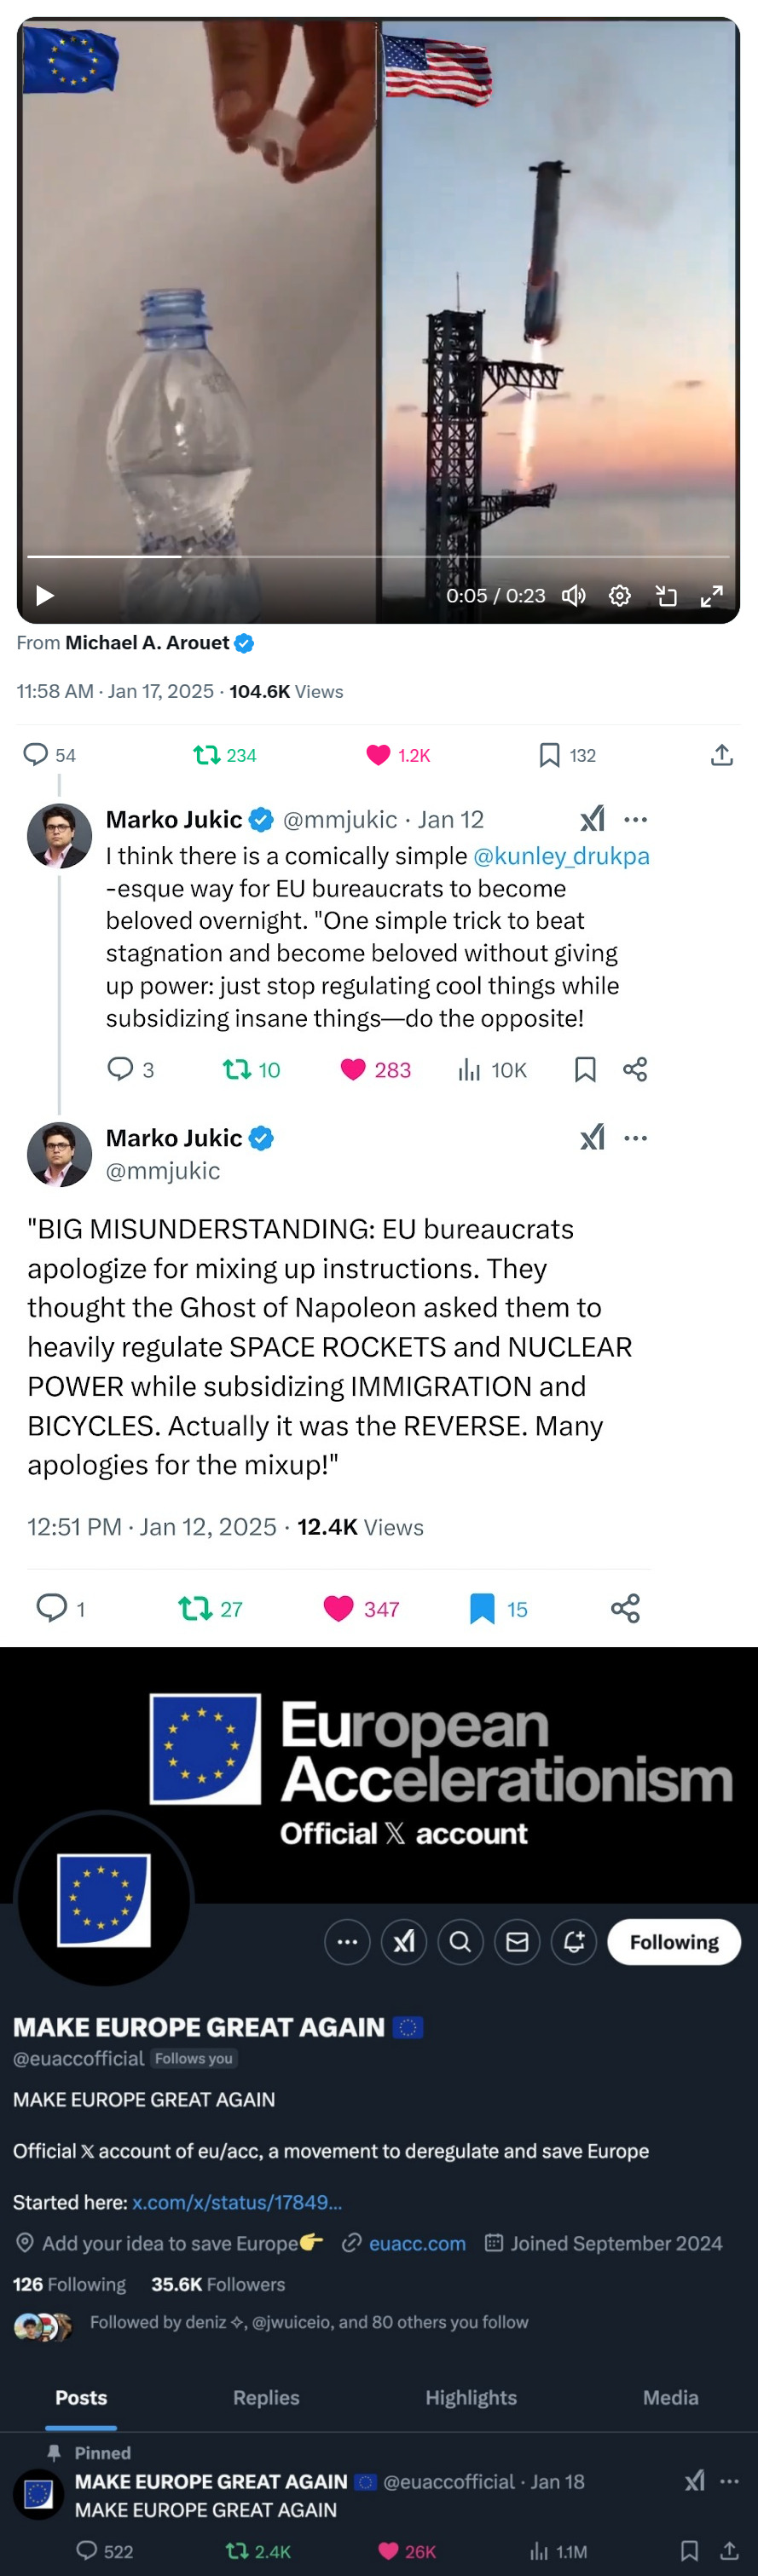 0:05 / 0:23
From Michael A. Arouet
11:58 AM · Jan 17, 2025 · 104.6K Views
54 234 1.2K 132
Marko Jukic @mmjukic · Jan 12
I think there is a comically simple @kunley_drukpa
-esque way for EU bureaucrats to become
beloved overnight. "One simple trick to beat
stagnation and become beloved without giving
up power: just stop regulating cool things while
subsidizing insane things—do the opposite!
3 10 283 10K
Marko Jukic
@mmjukic
"BIG MISUNDERSTANDING: EU bureaucrats
apologize for mixing up instructions. They
thought the Ghost of Napoleon asked them to
heavily regulate SPACE ROCKETS and NUCLEAR
POWER while subsidizing IMMIGRATION and
BICYCLES. Actually it was the REVERSE. Many
apologies for the mixup!"
12:51 PM · Jan 12, 2025 · 12.4K Views
1 27 347 15
European
Accelerationism
Official 𝕏 account
Following
MAKE EUROPE GREAT AGAIN 🇪🇺
@euaccofficial Follows you
MAKE EUROPE GREAT AGAIN
Official 𝕏 account of eu/acc, a movement to deregulate and save Europe
Started here: x.com/x/status/17849...
Add your idea to save Europe👉 euacc.com Joined September 2024
126 Following 35.6K Followers
Followed by deniz ✧, @jwuiceio, and 80 others you follow
Posts Replies Highlights Media
Pinned
MAKE EUROPE GREAT AGAIN 🇪🇺 @euaccofficial · Jan 18
MAKE EUROPE GREAT AGAIN
522 2.4K 26K 1.1M